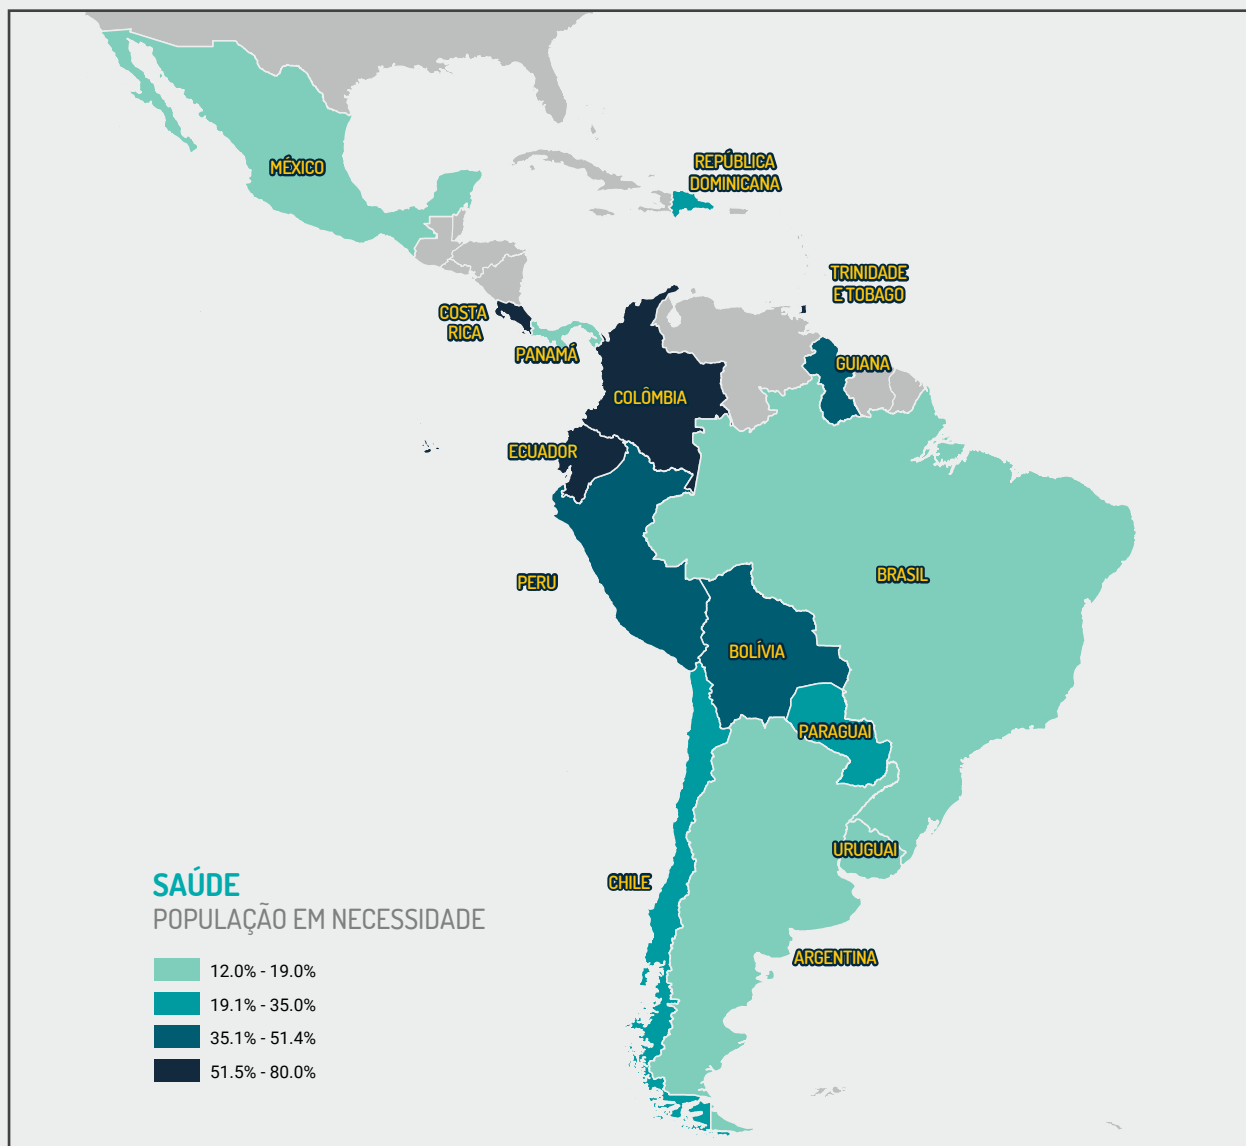 MÉXICO
REPÚBLICA
DOMINICANA
TRINIDADE
E TOBAGO
COSTA
RICA
PANAMÁ
GUIANA
COLÔMBIA
ECUADOR
PERU
BRASIL
BOLÍVIA
PARAGUAI
URUGUAI
CHILE
ARGENTINA
SAÚDE
POPULAÇÃO EM NECESSIDADE
12.0% - 19.0%
19.1% - 35.0%
35.1% - 51.4%
51.5% - 80.0%